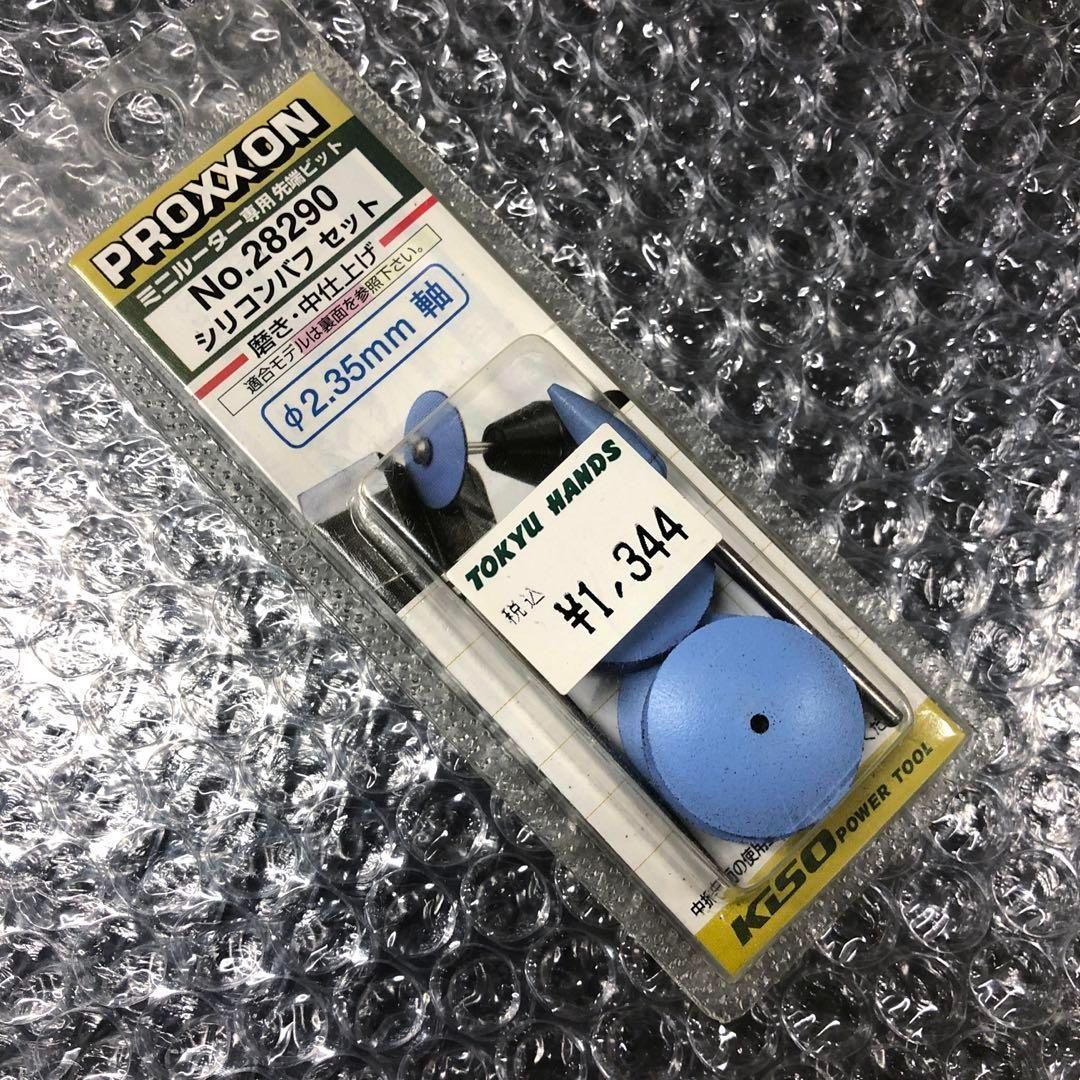 PROXXON
ミニルーター専用先端ビット
No.28290
シリコンバフ セット
磨き・中仕上げ
適合モデルは裏面を参照下さい。
φ2.35mm 軸
TOKYU HANDS
税込
¥1,344
の使用
KiSO POWER TOOL